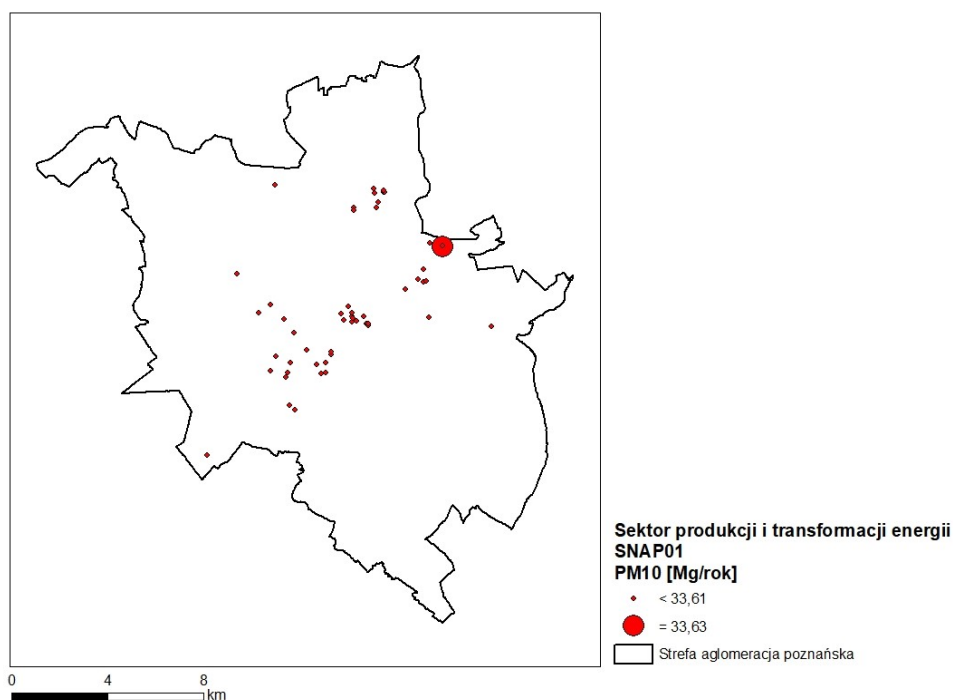 Sektor produkcji i transformacji energii
SNAP01
PM10 [Mg/rok]
< 33,61
= 33,63
Strefa aglomeracja poznańska
0 4 8
km